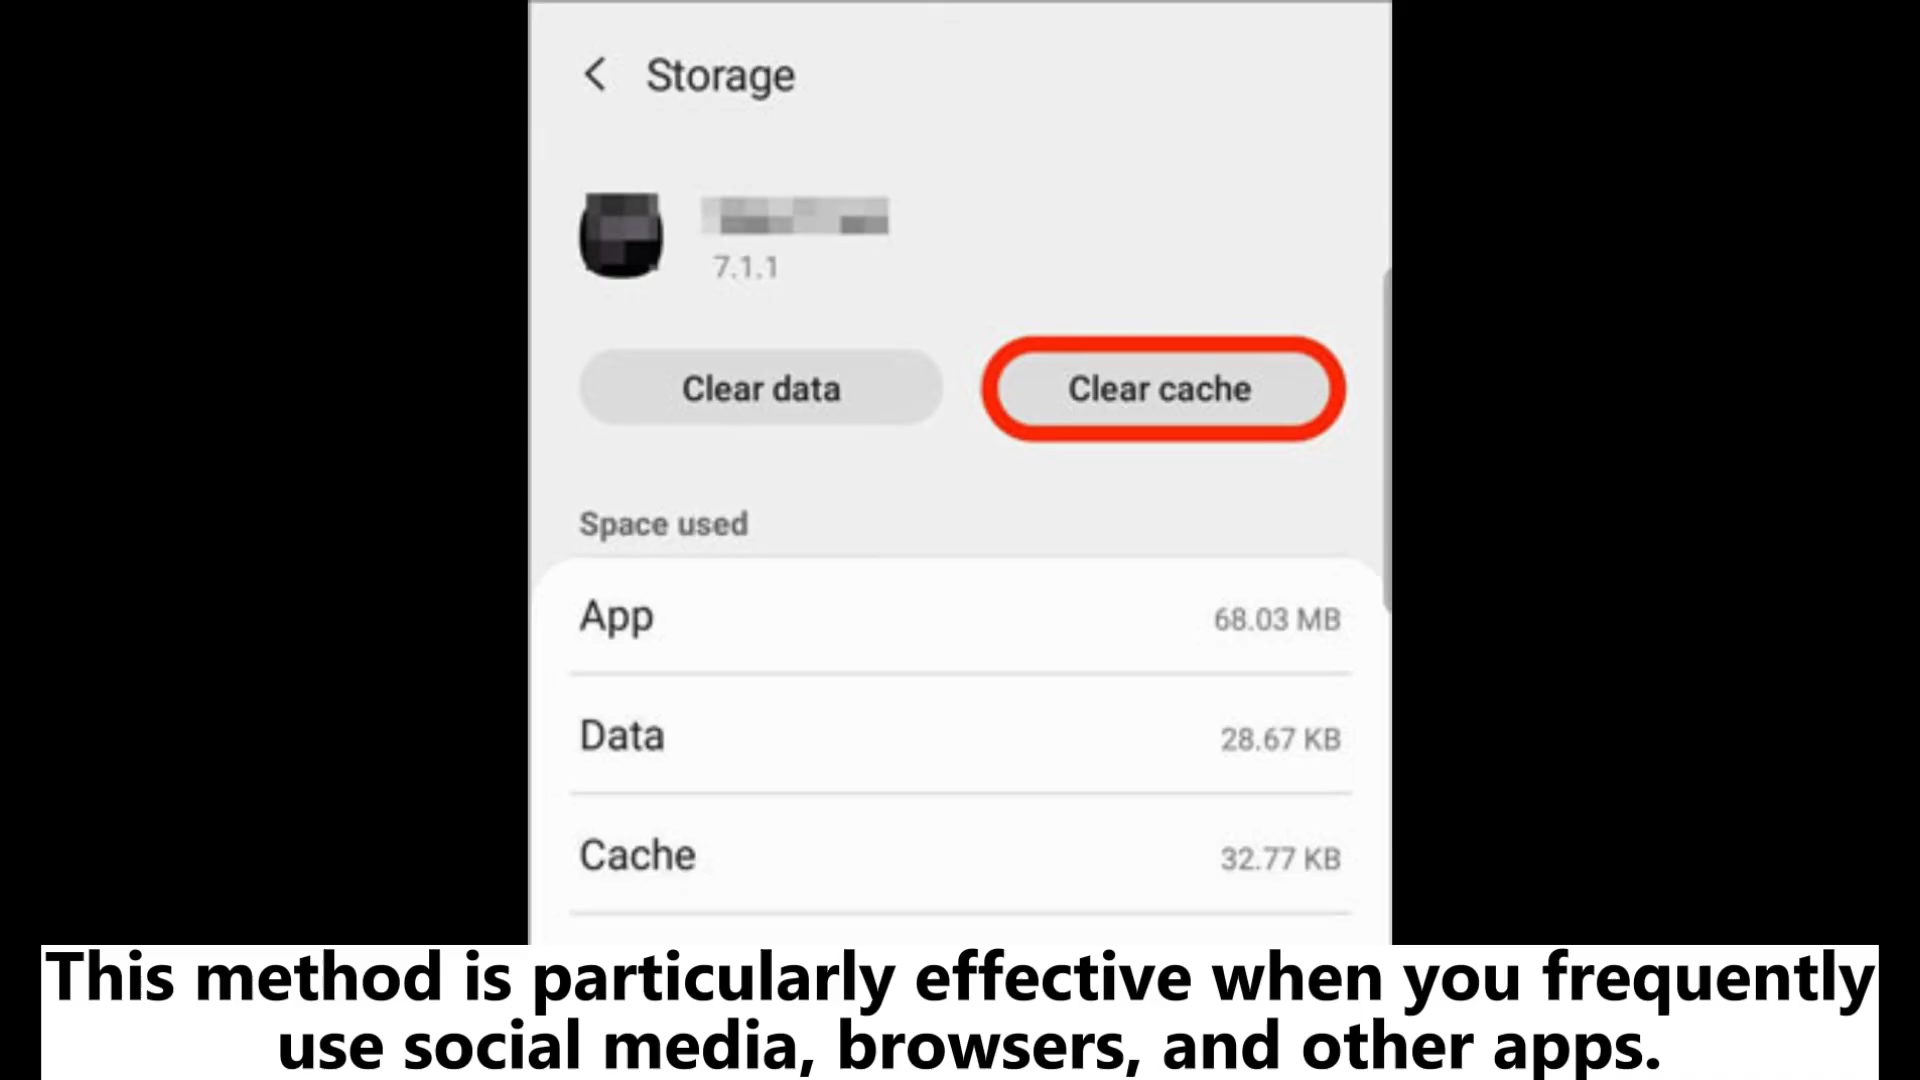 Storage
7.1.1
Clear data
Clear cache
Space used
App
68.03 MB
Data
28.67 KB
Cache
32.77 KB
This method is particularly effective when you frequently
use social media, browsers, and other apps.